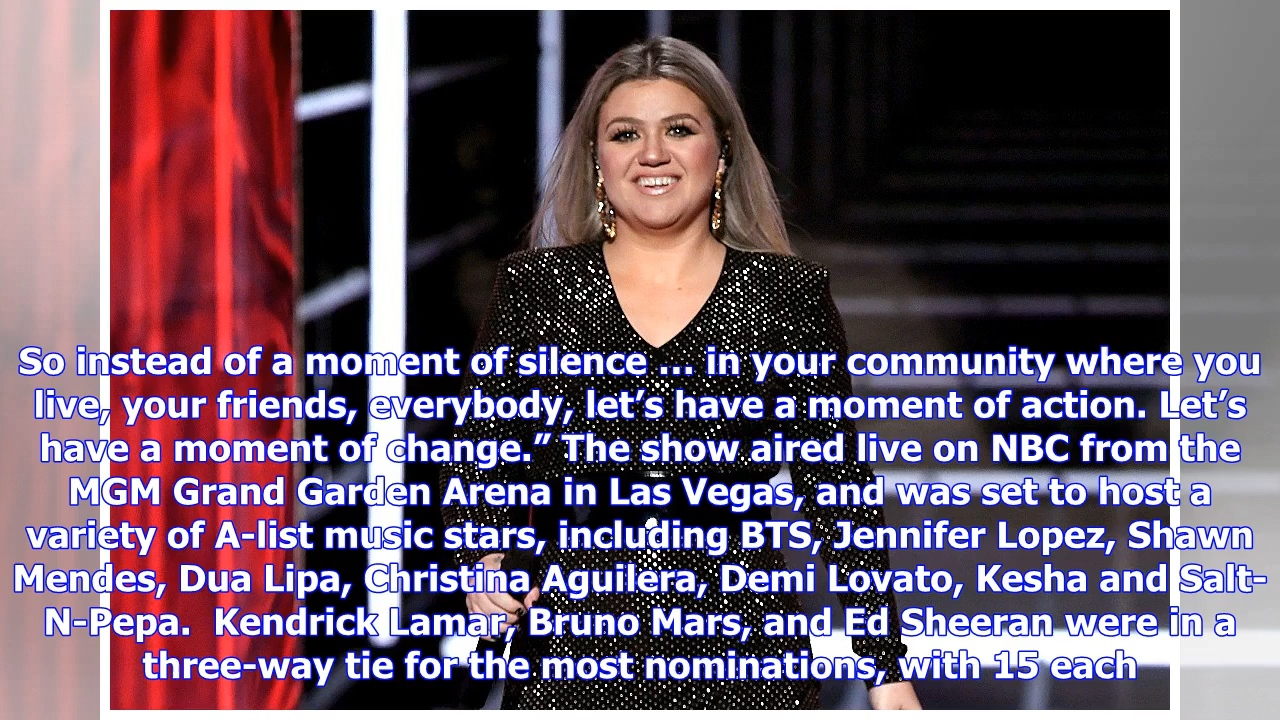 So instead of a moment of silence ... in your community where you
live, your friends, everybody, let’s have a moment of action. Let’s
have a moment of change.” The show aired live on NBC from the
MGM Grand Garden Arena in Las Vegas, and was set to host a
variety of A-list music stars, including BTS, Jennifer Lopez, Shawn
Mendes, Dua Lipa, Christina Aguilera, Demi Lovato, Kesha and Salt-
N-Pepa.  Kendrick Lamar, Bruno Mars, and Ed Sheeran were in a
three-way tie for the most nominations, with 15 each